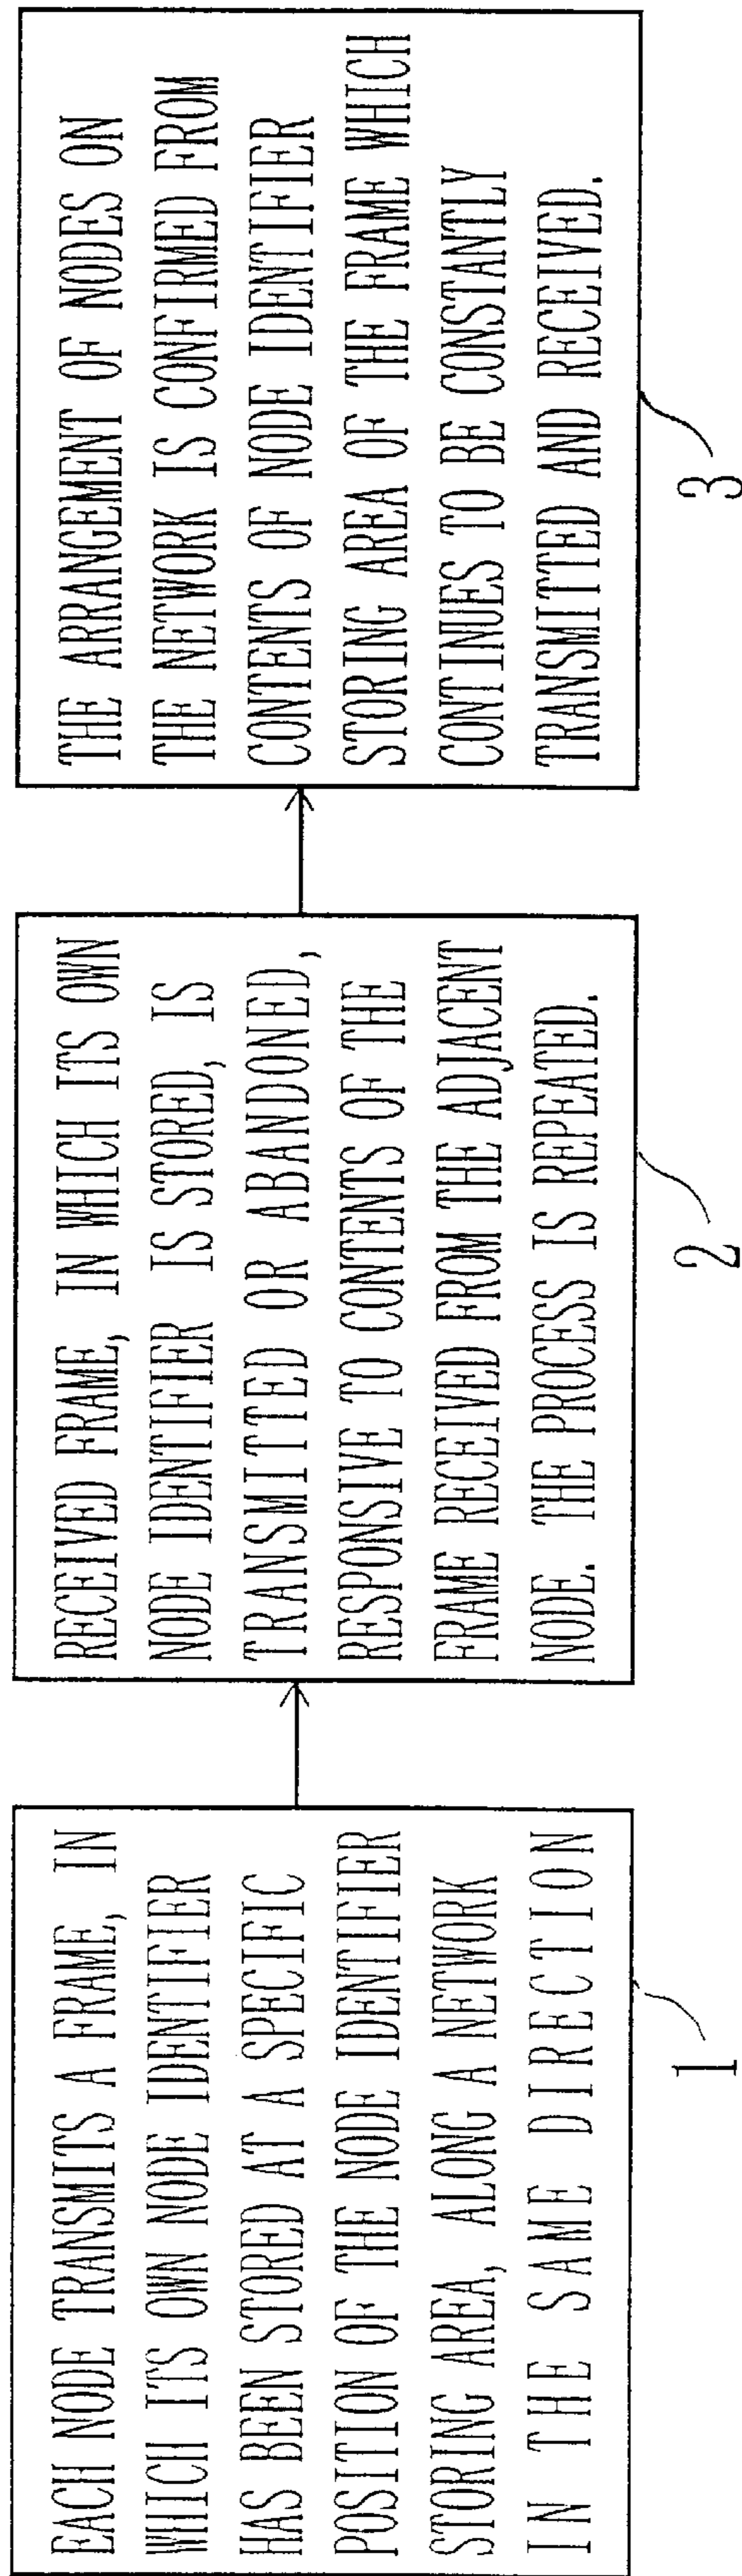 EACH NODE TRANSMITS A FRAME, IN
WHICH ITS OWN NODE IDENTIFIER
HAS BEEN STORED AT A SPECIFIC
POSITION OF THE NODE IDENTIFIER
STORING AREA, ALONG A NETWORK
IN THE SAME DIRECTION
1
RECEIVED FRAME, IN WHICH ITS OWN
NODE IDENTIFIER IS STORED, IS
TRANSMITTED OR ABANDONED,
RESPONSIVE TO CONTENTS OF THE
FRAME RECEIVED FROM THE ADJACENT
NODE. THE PROCESS IS REPEATED.
2
THE ARRANGEMENT OF NODES ON
THE NETWORK IS CONFIRMED FROM
CONTENTS OF NODE IDENTIFIER
STORING AREA OF THE FRAME WHICH
CONTINUES TO BE CONSTANTLY
TRANSMITTED AND RECEIVED.
3